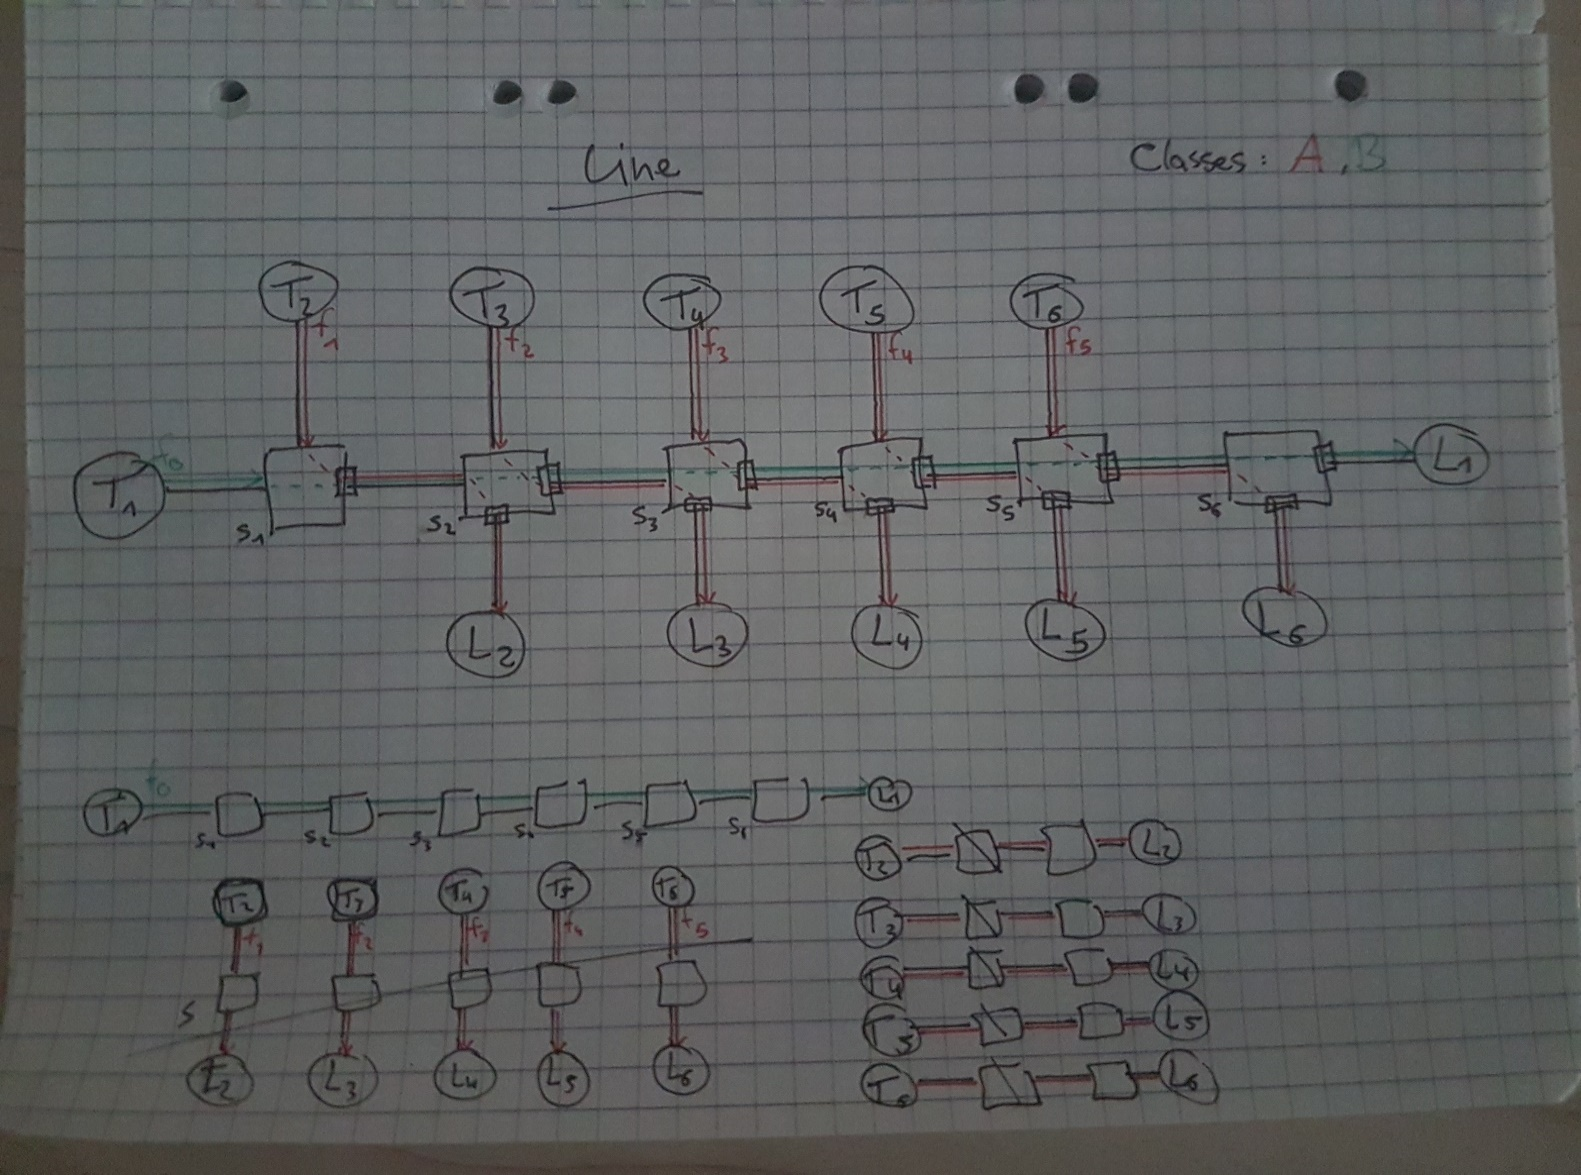 Line
Classes: A, B
T2 T3 T4 T5 T6
f1 f2 f3 f4 f5
T1 f0 L1
S1 S2 S3 S4 S5 S6
L2 L3 L4 L5 L6
f0
T1 L1
S1 S2 S3
T2 L2
T2 T3 T4 T5 T6
f1 f2 f3 f4 f5
T3 L3
T4 L4
S
T5 L5
L2 L3 L4 L5 L6
T6 L6